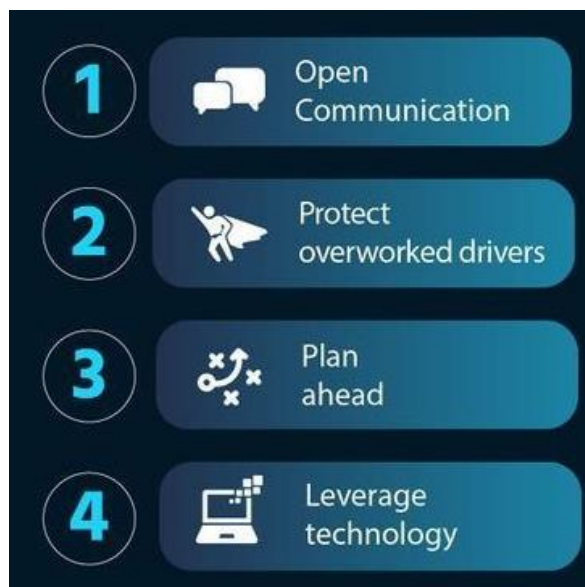 1
Open
Communication
2
Protect
overworked drivers
3
Plan
ahead
4
Leverage
technology